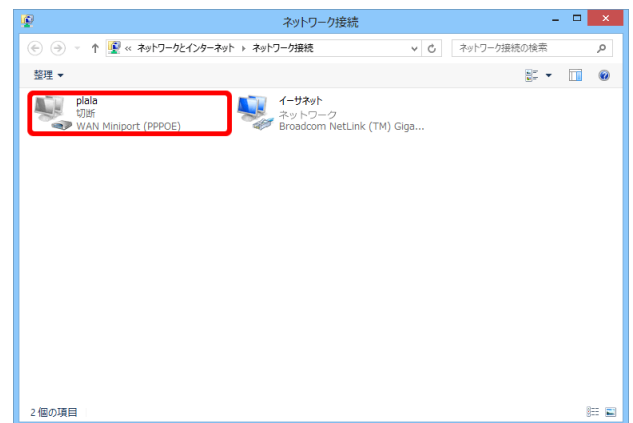 ネットワーク接続
« ネットワークとインターネット ▸ ネットワーク接続
ネットワーク接続の検索
整理
plala
切断
WAN Miniport (PPPOE)
イーサネット
ネットワーク
Broadcom NetLink (TM) Giga...
2 個の項目